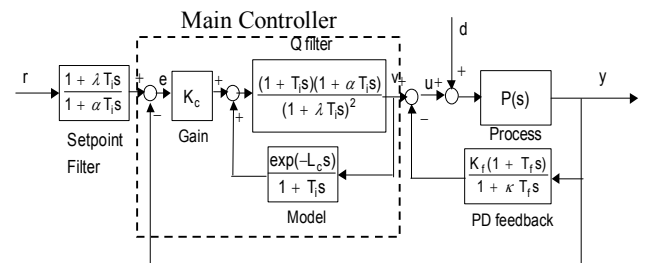 Main Controller
Q filter
d
r
1 + λ T_i s
1 + α T_i s
+
−
e
K_c
Gain
+
+
(1 + T_i s)(1 + α T_i s)
(1 + λ T_i s)^2
v
+
−
u
+
+
P(s)
Process
y
Setpoint
Filter
exp(−L_c s)
1 + T_i s
Model
K_f (1 + T_f s)
1 + κ T_f s
PD feedback